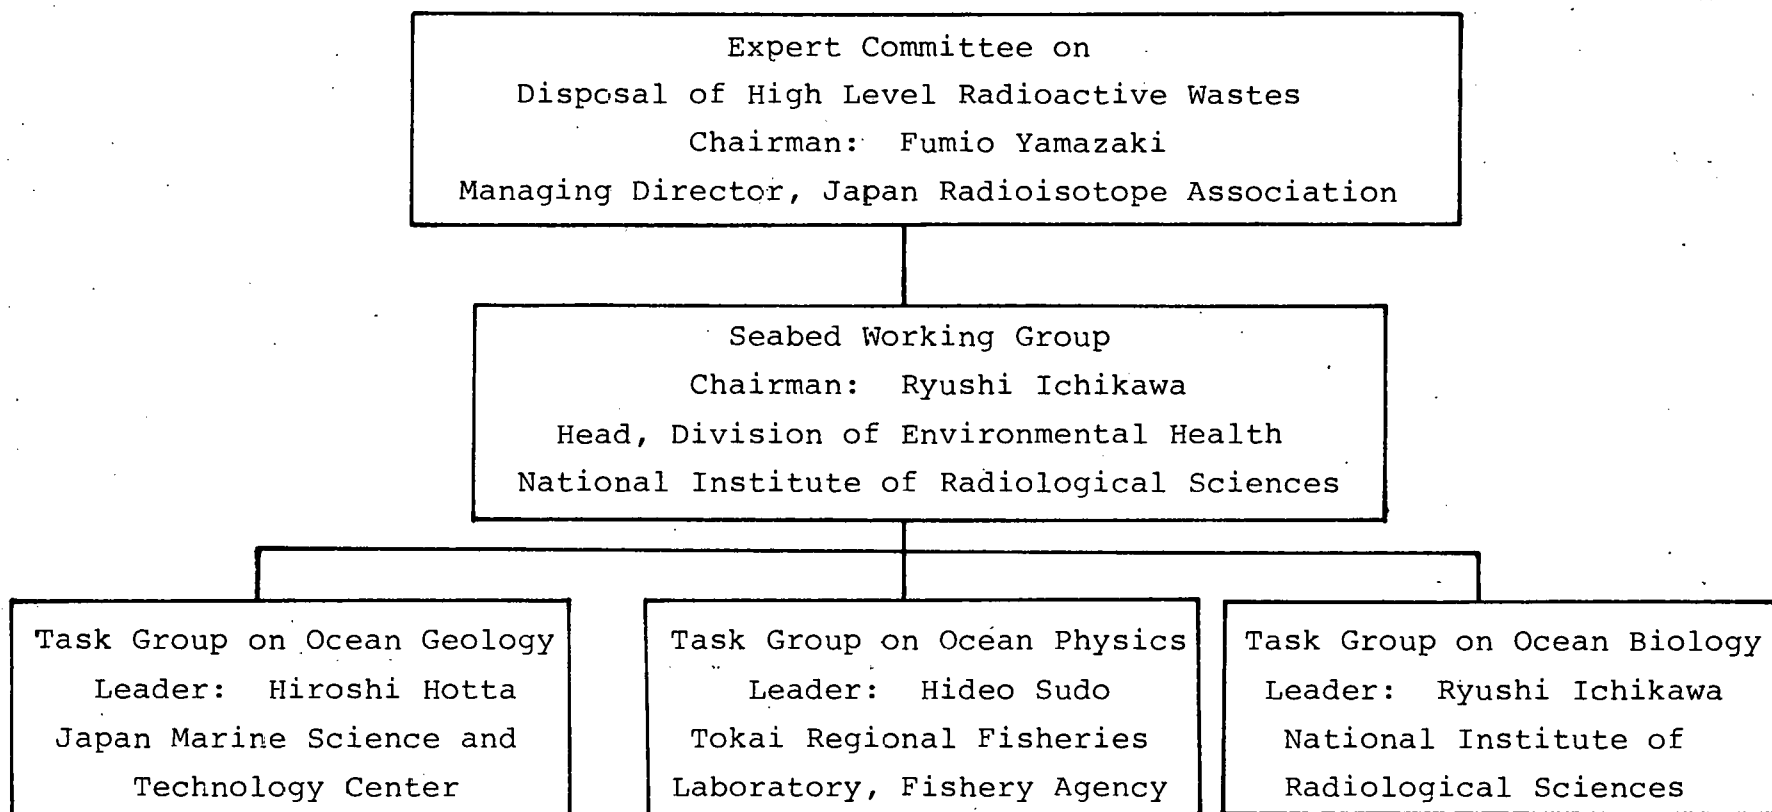 Expert Committee on
Disposal of High Level Radioactive Wastes
Chairman: Fumio Yamazaki
Managing Director, Japan Radioisotope Association
Seabed Working Group
Chairman: Ryushi Ichikawa
Head, Division of Environmental Health
National Institute of Radiological Sciences
Task Group on Ocean Geology
Leader: Hiroshi Hotta
Japan Marine Science and
Technology Center
Task Group on Ocean Physics
Leader: Hideo Sudo
Tokai Regional Fisheries
Laboratory, Fishery Agency
Task Group on Ocean Biology
Leader: Ryushi Ichikawa
National Institute of
Radiological Sciences